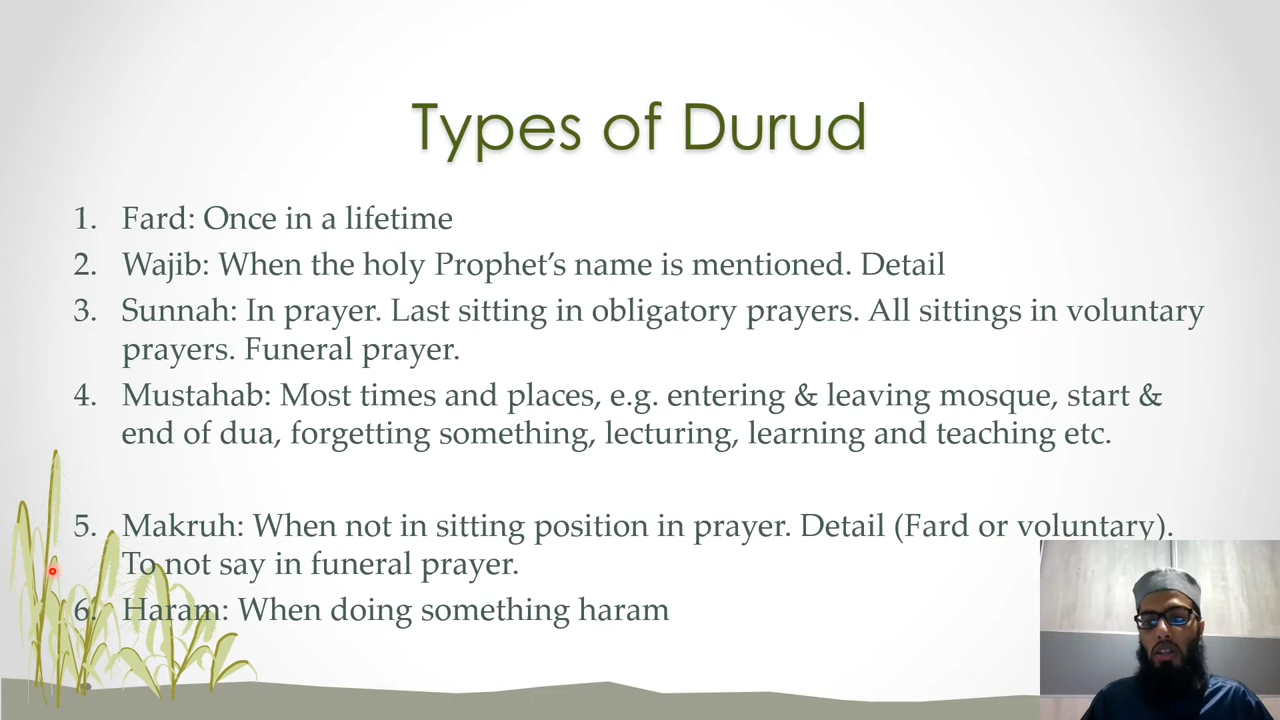 Types of Durud
1. Fard: Once in a lifetime
2. Wajib: When the holy Prophet’s name is mentioned. Detail
3. Sunnah: In prayer. Last sitting in obligatory prayers. All sittings in voluntary
prayers. Funeral prayer.
4. Mustahab: Most times and places, e.g. entering & leaving mosque, start &
end of dua, forgetting something, lecturing, learning and teaching etc.
5. Makruh: When not in sitting position in prayer. Detail (Fard or voluntary).
To not say in funeral prayer.
6. Haram: When doing something haram